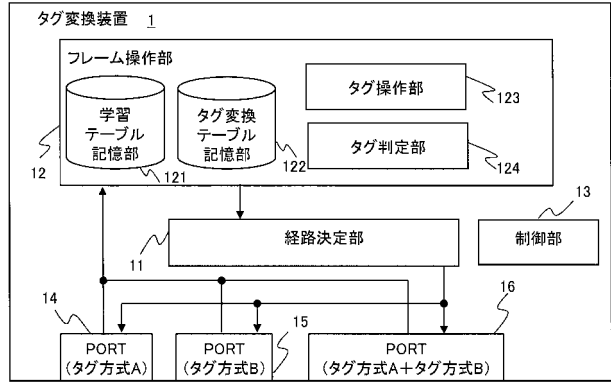 タグ変換装置 1
フレーム操作部
学習
テーブル
記憶部
タグ変換
テーブル
記憶部
タグ操作部
123
タグ判定部
124
12
121
122
13
経路決定部
制御部
11
14
16
15
PORT
(タグ方式A)
PORT
(タグ方式B)
PORT
(タグ方式A+タグ方式B)